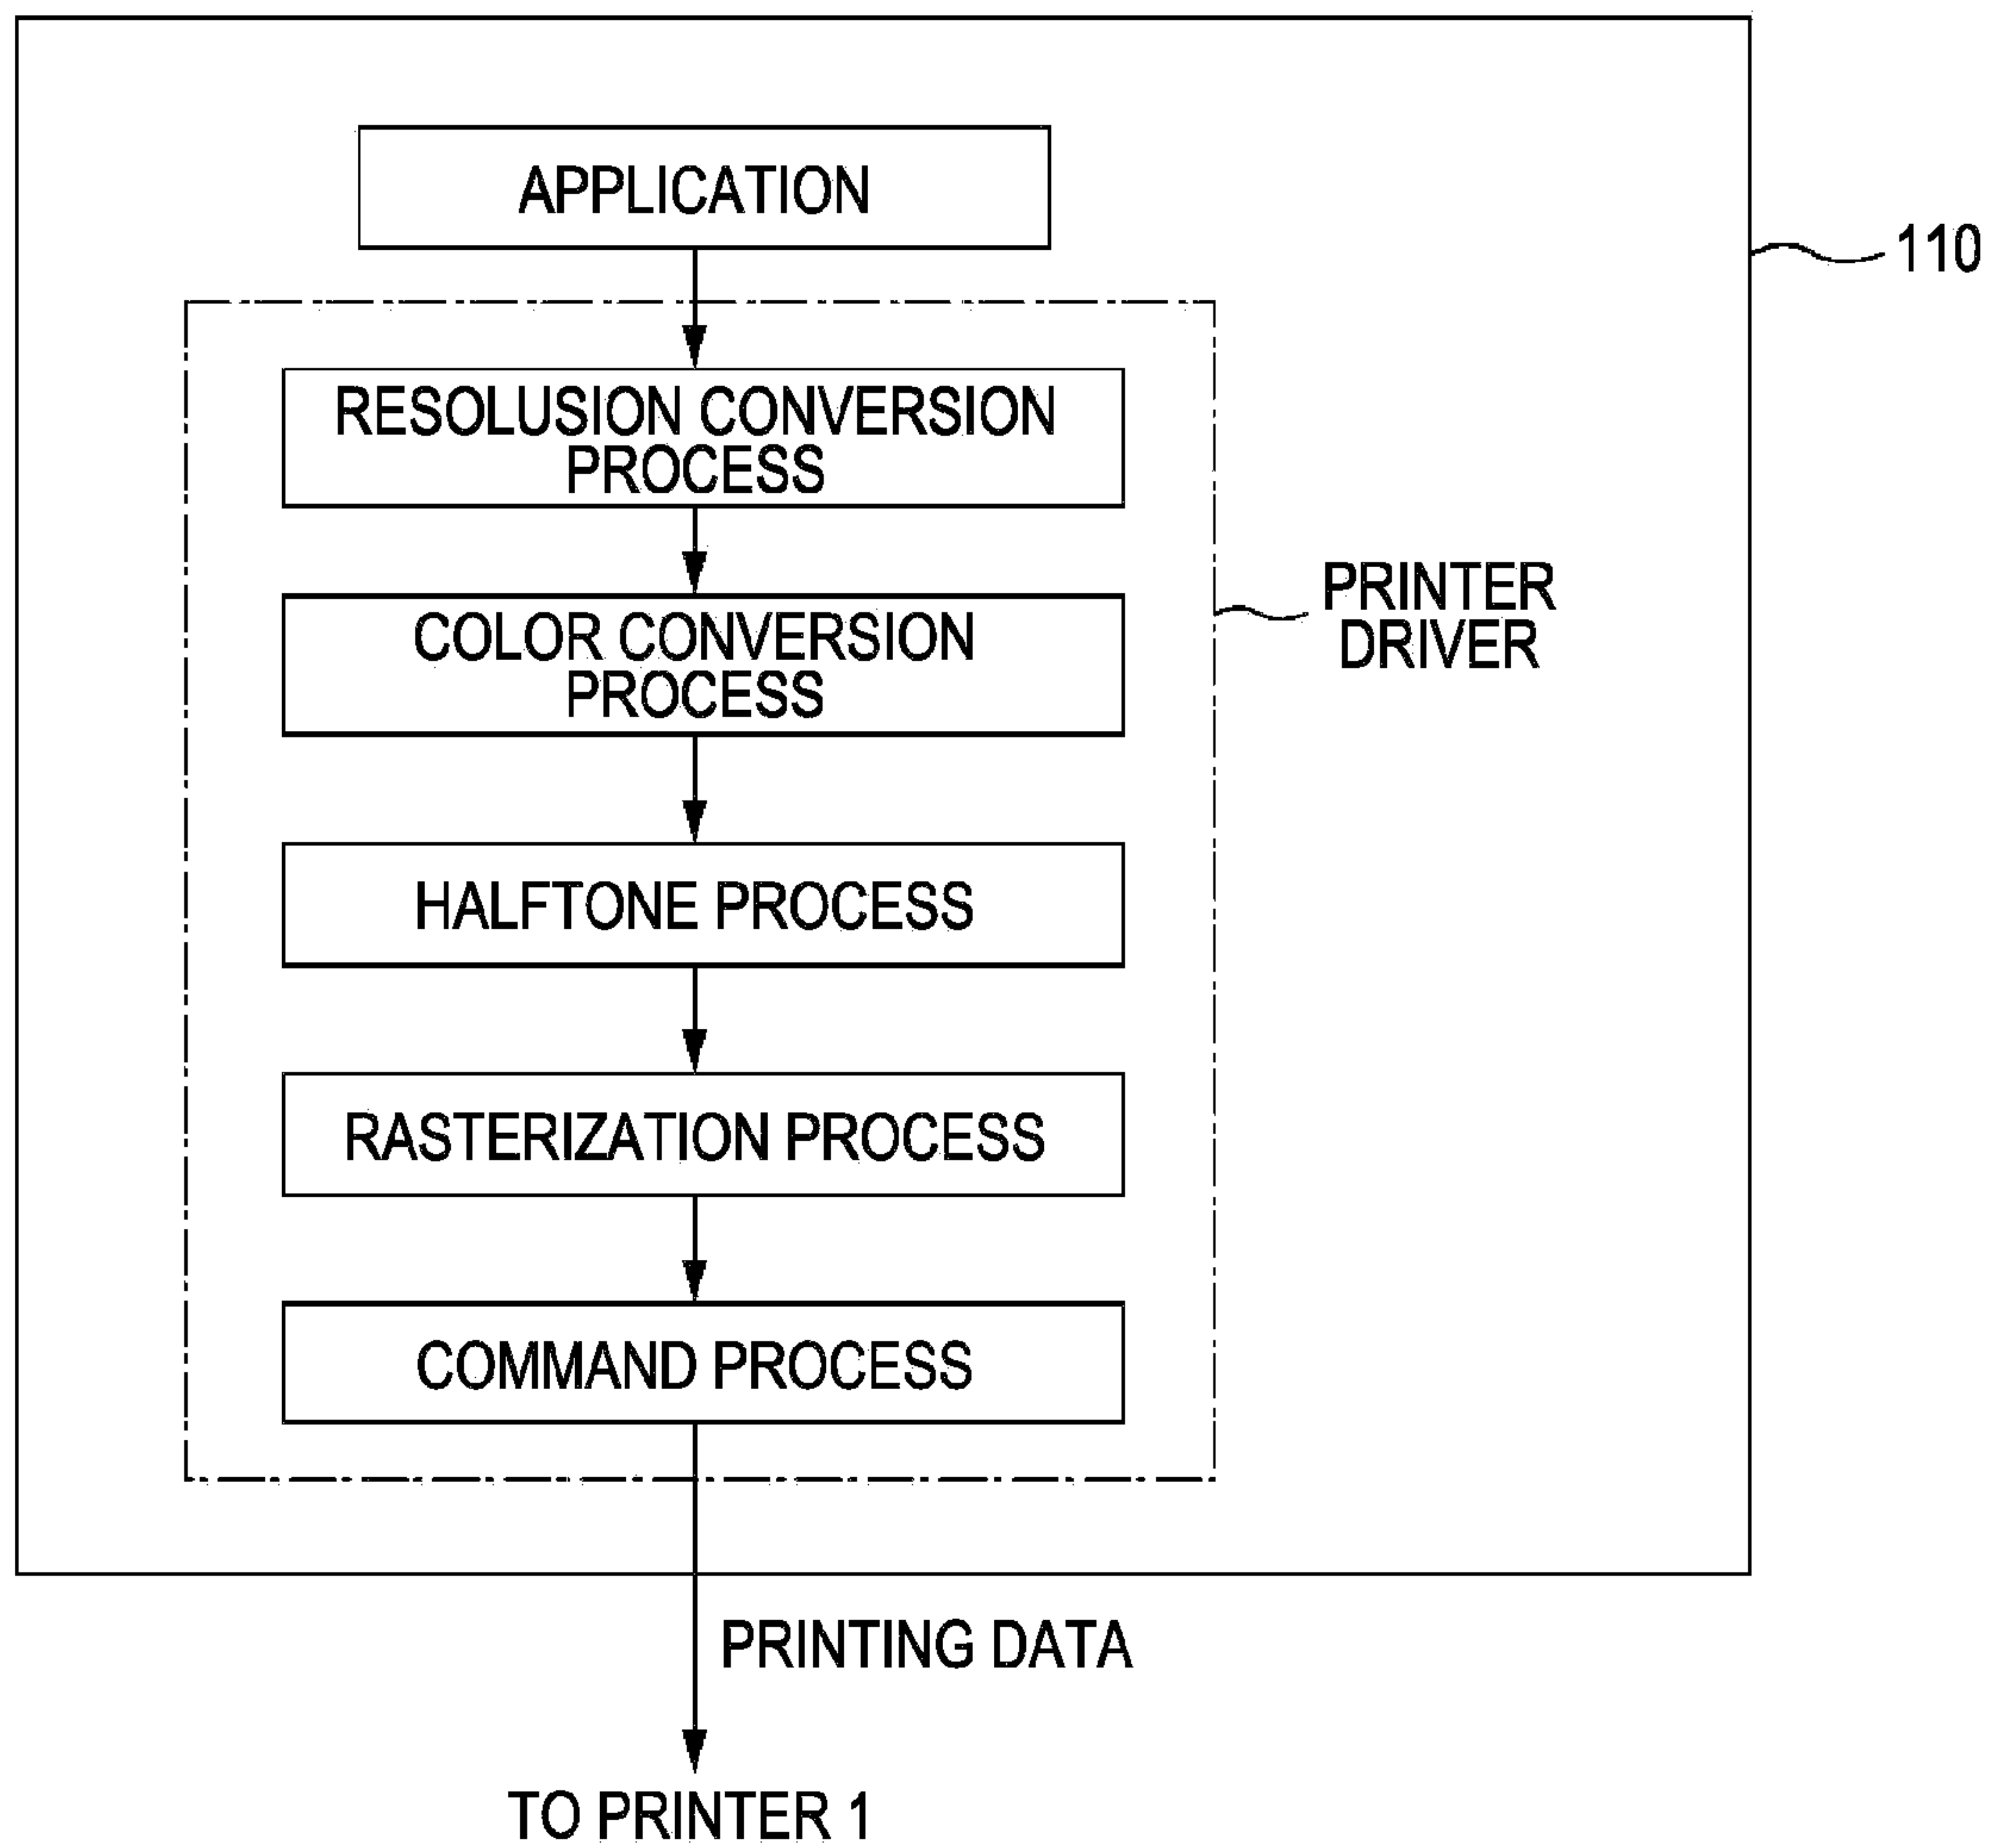 APPLICATION
110
RESOLUSION CONVERSION
PROCESS
COLOR CONVERSION
PROCESS
PRINTER
DRIVER
HALFTONE PROCESS
RASTERIZATION PROCESS
COMMAND PROCESS
PRINTING DATA
TO PRINTER 1